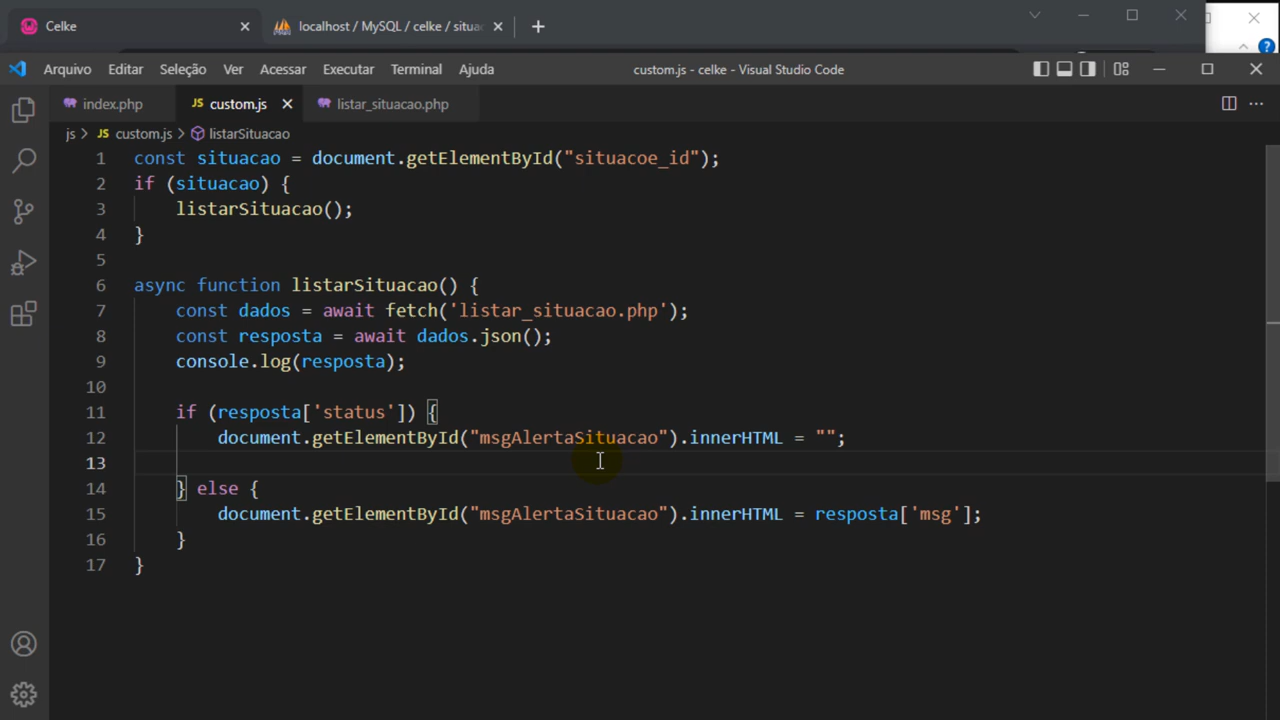 Celke
localhost / MySQL / celke / situac
Arquivo Editar Seleção Ver Acessar Executar Terminal Ajuda
custom.js - celke - Visual Studio Code
index.php
JS custom.js
listar_situacao.php
js > JS custom.js > listarSituacao
1 const situacao = document.getElementById("situacoe_id");
2 if (situacao) {
3     listarSituacao();
4 }
5
6 async function listarSituacao() {
7     const dados = await fetch('listar_situacao.php');
8     const resposta = await dados.json();
9     console.log(resposta);
10
11     if (resposta['status']) {
12         document.getElementById("msgAlertaSituacao").innerHTML = "";
13
14     } else {
15         document.getElementById("msgAlertaSituacao").innerHTML = resposta['msg'];
16     }
17 }